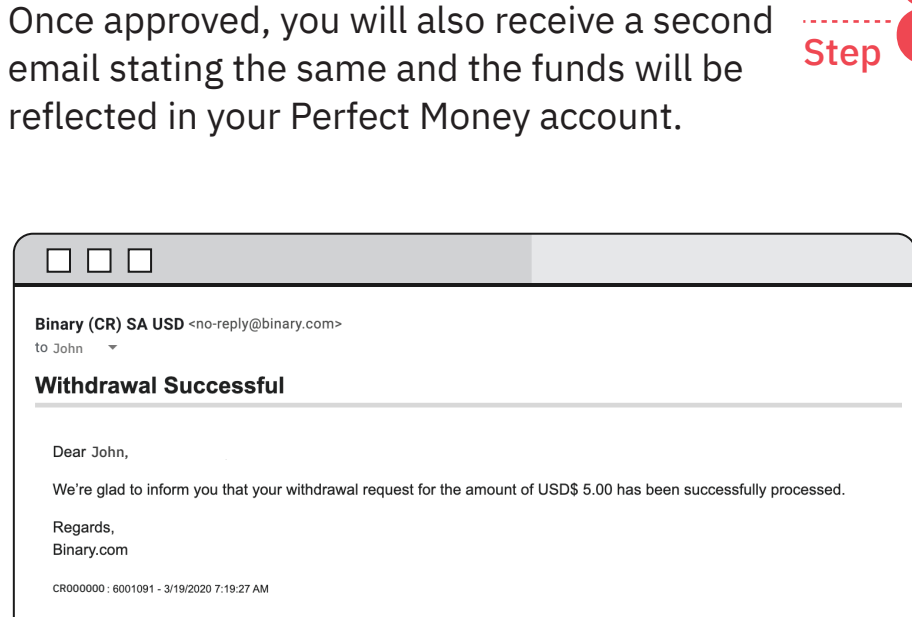 Once approved, you will also receive a second
email stating the same and the funds will be
reflected in your Perfect Money account.
Step
Binary (CR) SA USD <no-reply@binary.com>
to John
Withdrawal Successful
Dear John,
We're glad to inform you that your withdrawal request for the amount of USD$ 5.00 has been successfully processed.
Regards,
Binary.com
CR000000 : 6001091 - 3/19/2020 7:19:27 AM